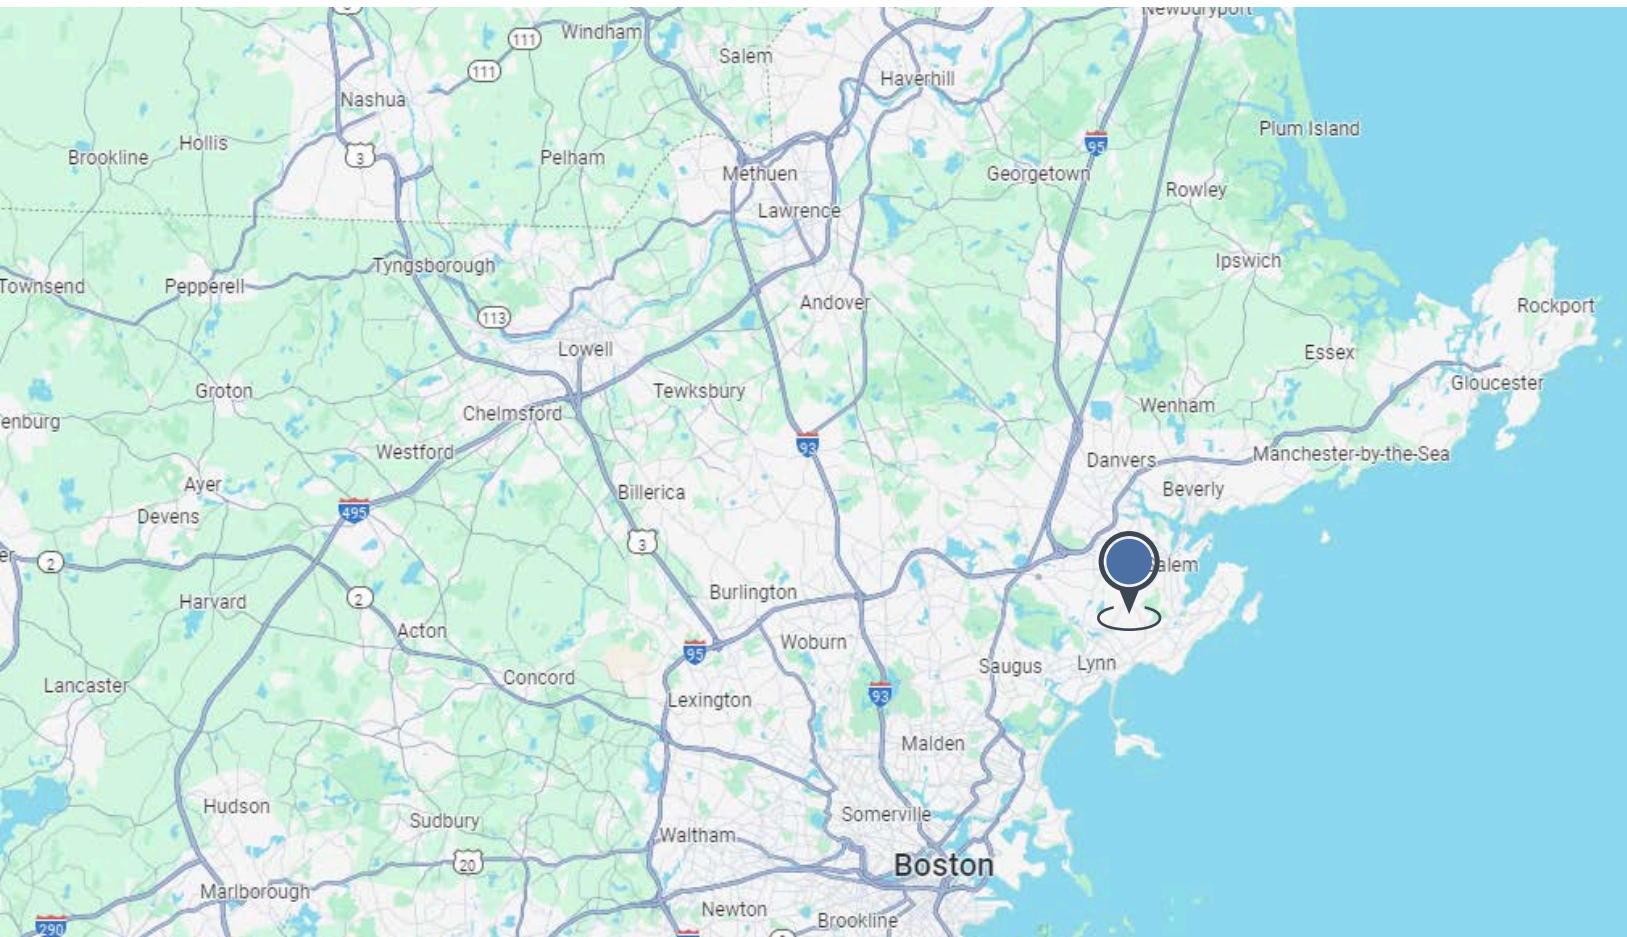 Newburyport
Windham
111
Salem
111
Haverhill
Nashua
Plum Island
Hollis
95
3
Brookline
Pelham
Methuen
Georgetown
Rowley
Lawrence
Tyngsborough
Ipswich
Townsend
Pepperell
Andover
Rockport
113
Lowell
Essex
Groton
Tewksbury
Gloucester
Chelmsford
Wenham
enburg
93
Westford
Danvers
Manchester-by-the-Sea
Ayer
Billerica
Beverly
495
Devens
3
er
2
Salem
Burlington
2
Harvard
Acton
Woburn
95
Saugus
Lynn
Concord
Lancaster
93
Lexington
Malden
Hudson
Sudbury
Somerville
Waltham
20
Boston
Marlborough
Newton
Brookline
290